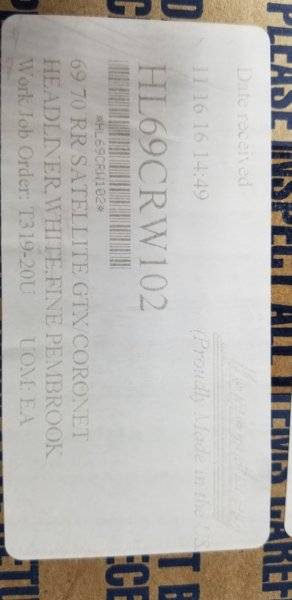 PLEASE INSPECT ALL ITEMS CAREF
Date received
11 16 16 14:49
(Proudly Made in the U.S
HL69CRW102
*HL69CRW102*
69 70 RR SATELLITE GTX/CORONET
HEADLINER,WHITE,FINE PEMBROOK
Work/Job Order: T319-20U UOM: EA